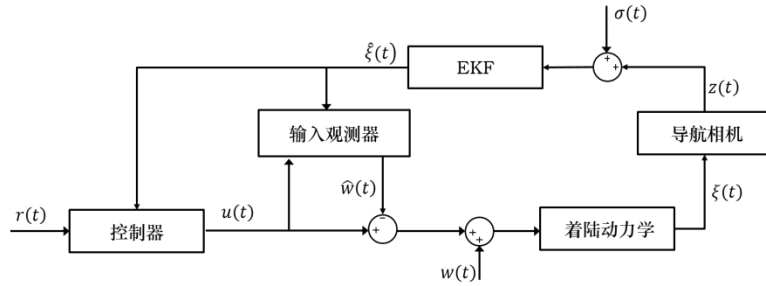 σ(t)
ξ̂(t)
EKF
+
+
z(t)
输入观测器
导航相机
ŵ(t)
ξ(t)
r(t)
控制器
u(t)
−
+
+
+
着陆动力学
w(t)